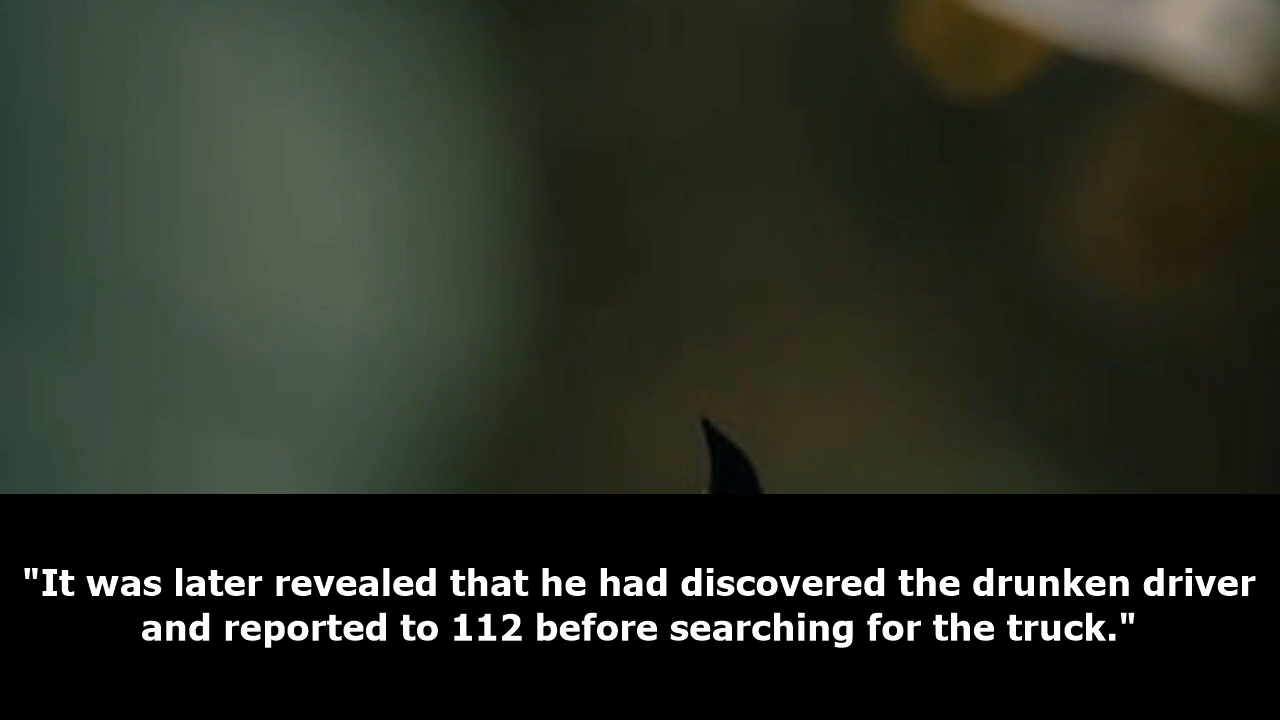 "It was later revealed that he had discovered the drunken driver
and reported to 112 before searching for the truck."